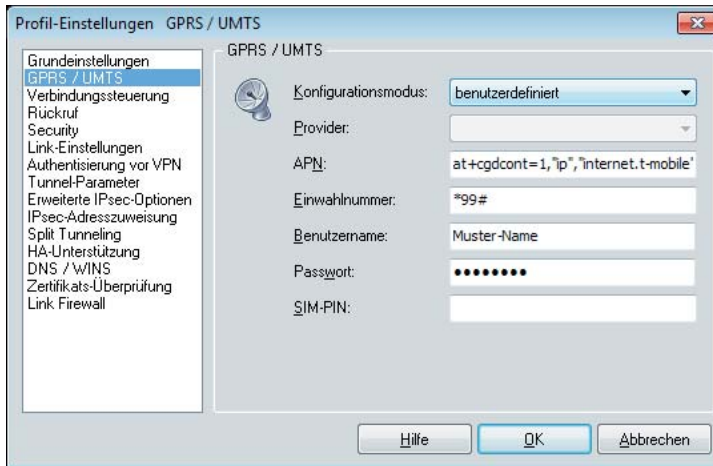 Profil-Einstellungen GPRS / UMTS
Grundeinstellungen
GPRS / UMTS
Verbindungssteuerung
Rückruf
Security
Link-Einstellungen
Authentisierung vor VPN
Tunnel-Parameter
Erweiterte IPsec-Optionen
IPsec-Adresszuweisung
Split Tunneling
HA-Unterstützung
DNS / WINS
Zertifikats-Überprüfung
Link Firewall
GPRS / UMTS
Konfigurationsmodus: benutzerdefiniert
Provider:
APN: at+cgdcont=1,"ip","internet.t-mobile"
Einwahlnummer: *99#
Benutzername: Muster-Name
Passwort: ●●●●●●●●
SIM-PIN:
Hilfe OK Abbrechen